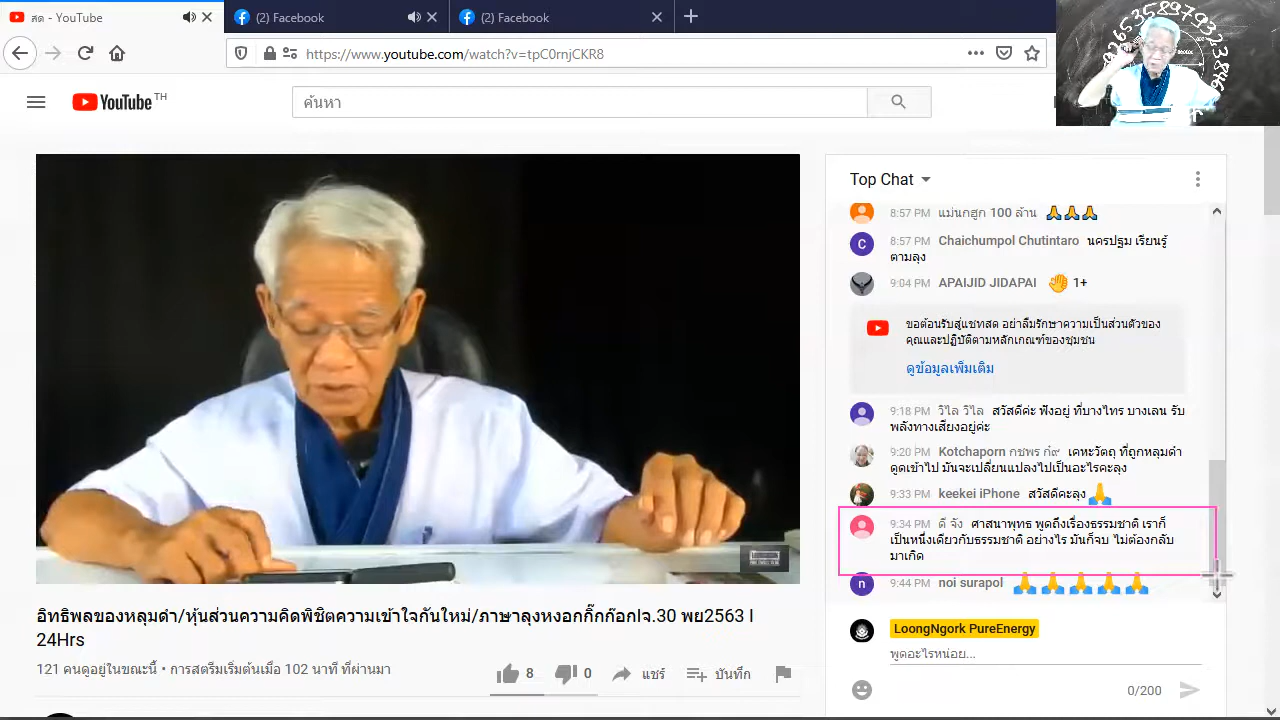 สด - YouTube
(2) Facebook
(2) Facebook
https://www.youtube.com/watch?v=tpC0rnjCKR8
YouTube TH
ค้นหา
Top Chat
8:57 PM แม่นกฮูก 100 ล้าน 🙏🙏🙏
8:57 PM Chaichumpol Chutintaro นครปฐม เรียนรู้
ตามลุง
9:04 PM APAIJID JIDAPAI 👏 1+
ขอต้อนรับสู่แชทสด อย่าลืมรักษาความเป็นส่วนตัวของ
คุณและปฏิบัติตามหลักเกณฑ์ของชุมชน
ดูข้อมูลเพิ่มเติม
9:18 PM วิไล วิไล สวัสดีค่ะ ฟังอยู่ ที่บางไทร บางเลน รับ
พลังทางเสียงอยู่ค่ะ
9:20 PM Kotchaporn กชพร ก๋๙ เคหะวัตถุ ที่ถูกหลุมดำ
ดูดเข้าไป มันจะเปลี่ยนแปลงไปเป็นอะไรคะลุง
9:33 PM keekei iPhone สวัสดีคะลุง 🙏
9:34 PM ดี จัง ศาสนาพุทธ พูดถึงเรื่องธรรมชาติ เราก็
เป็นหนึ่งเดียวกับธรรมชาติ อย่างไร มันก็จบ ไม่ต้องกลับ
มาเกิด
9:44 PM noi surapol 🙏🙏🙏🙏🙏
LoongNgork PureEnergy
พูดอะไรหน่อย...
0/200
อิทธิพลของหลุมดำ/หุ้นส่วนความคิดพิชิตความเข้าใจกันใหม่/ภาษาลุงหงอกกิ๊กก๊อกIจ.30 พย2563 I
24Hrs
121 คนดูอยู่ในขณะนี้ • การสตรีมเริ่มต้นเมื่อ 102 นาที ที่ผ่านมา
8
0
แชร์
บันทึก